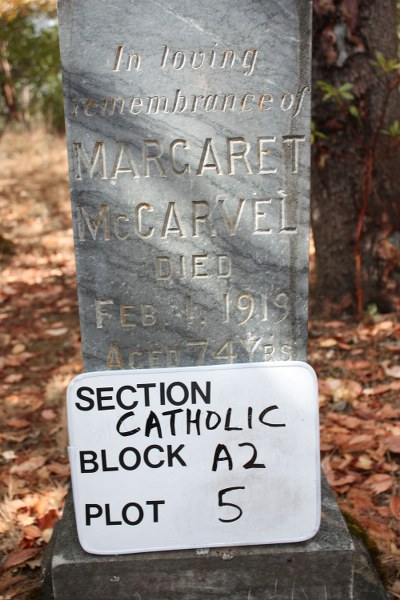 In loving
remembrance of
MARGARET
McCARVEL
DIED
FEB. 1, 1919
AGED 74 YRS
SECTION
CATHOLIC
BLOCK A2
PLOT 5